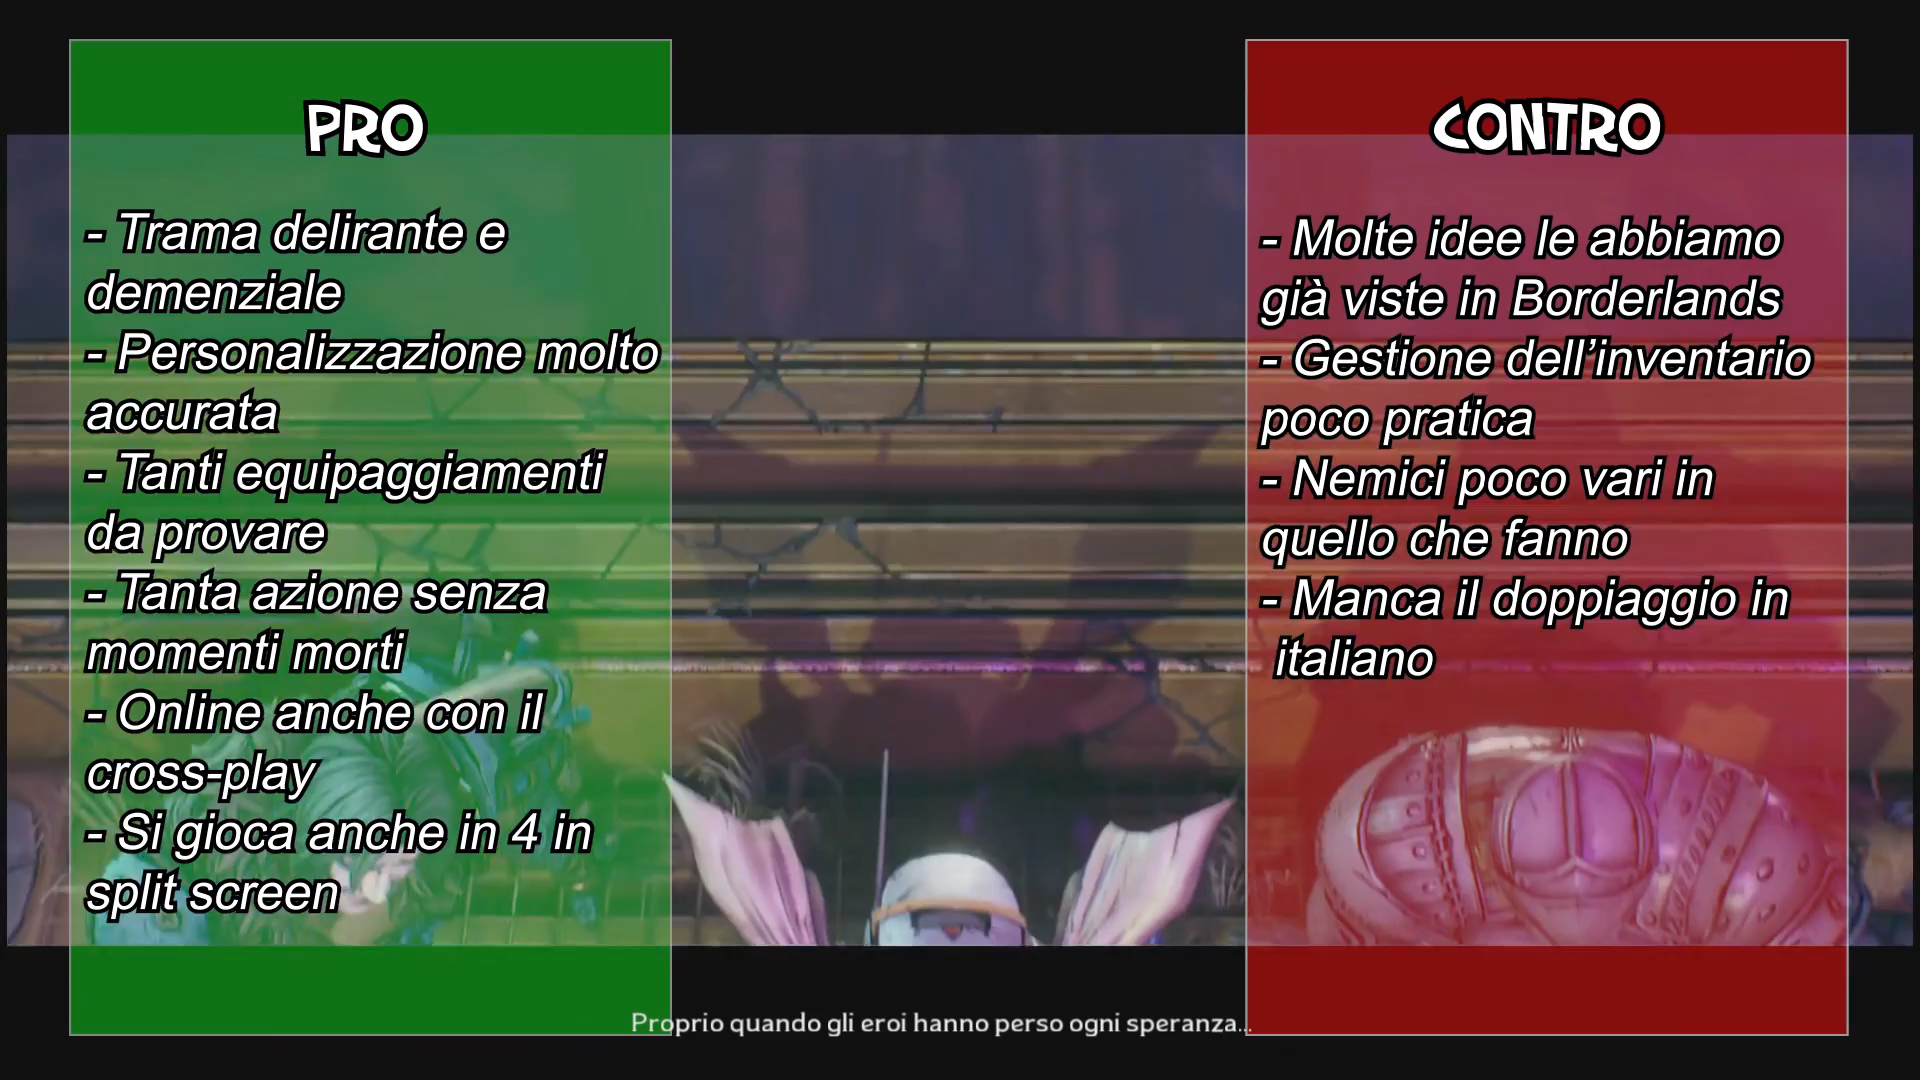 PRO
- Trama delirante e
demenziale
- Personalizzazione molto
accurata
- Tanti equipaggiamenti
da provare
- Tanta azione senza
momenti morti
- Online anche con il
cross-play
- Si gioca anche in 4 in
split screen
CONTRO
- Molte idee le abbiamo
già viste in Borderlands
- Gestione dell’inventario
poco pratica
- Nemici poco vari in
quello che fanno
- Manca il doppiaggio in
italiano
Proprio quando gli eroi hanno perso ogni speranza...